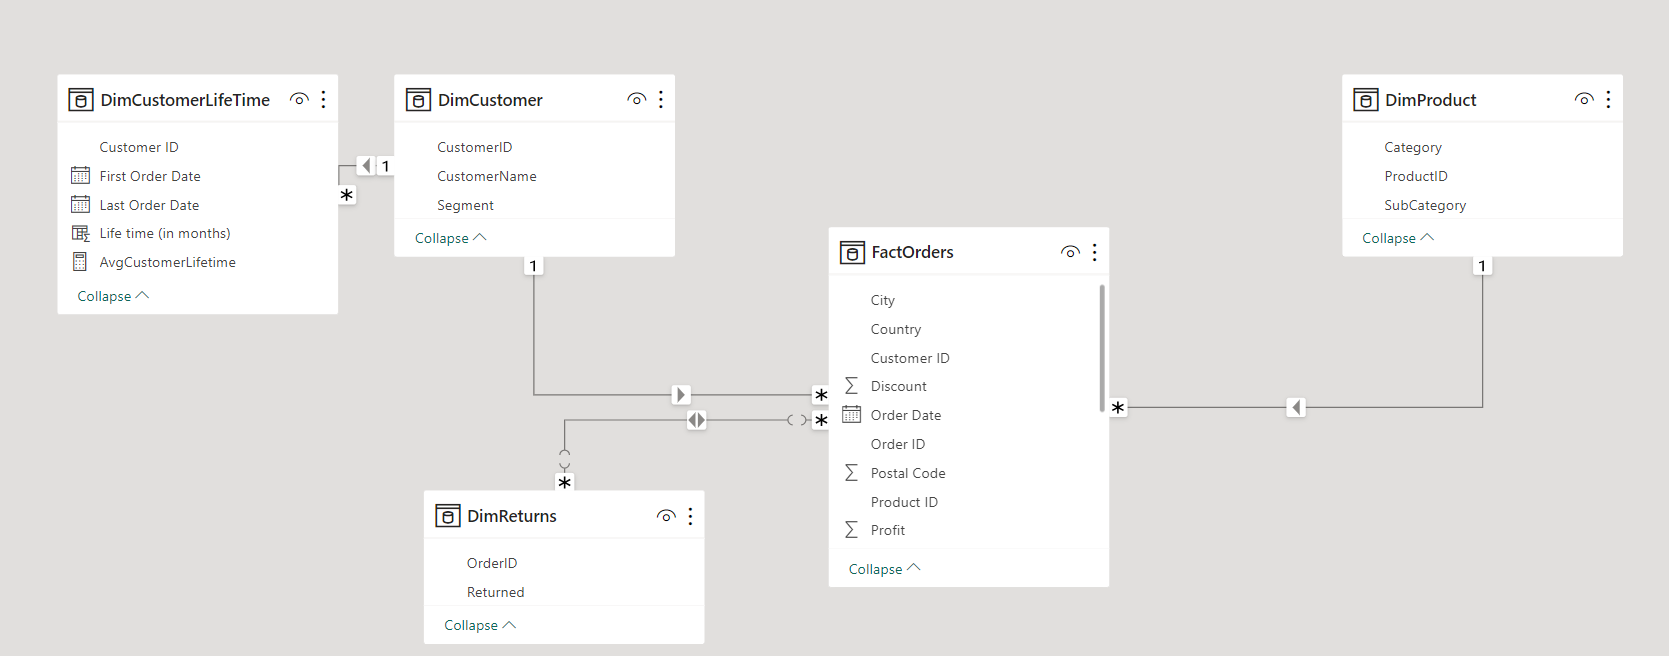 DimCustomerLifeTime
Customer ID
First Order Date
Last Order Date
Life time (in months)
AvgCustomerLifetime
Collapse
1
*
DimCustomer
CustomerID
CustomerName
Segment
Collapse
1
*
*
*
DimReturns
OrderID
Returned
Collapse
FactOrders
City
Country
Customer ID
Discount
Order Date
Order ID
Postal Code
Product ID
Profit
Collapse
*
DimProduct
Category
ProductID
SubCategory
Collapse
1